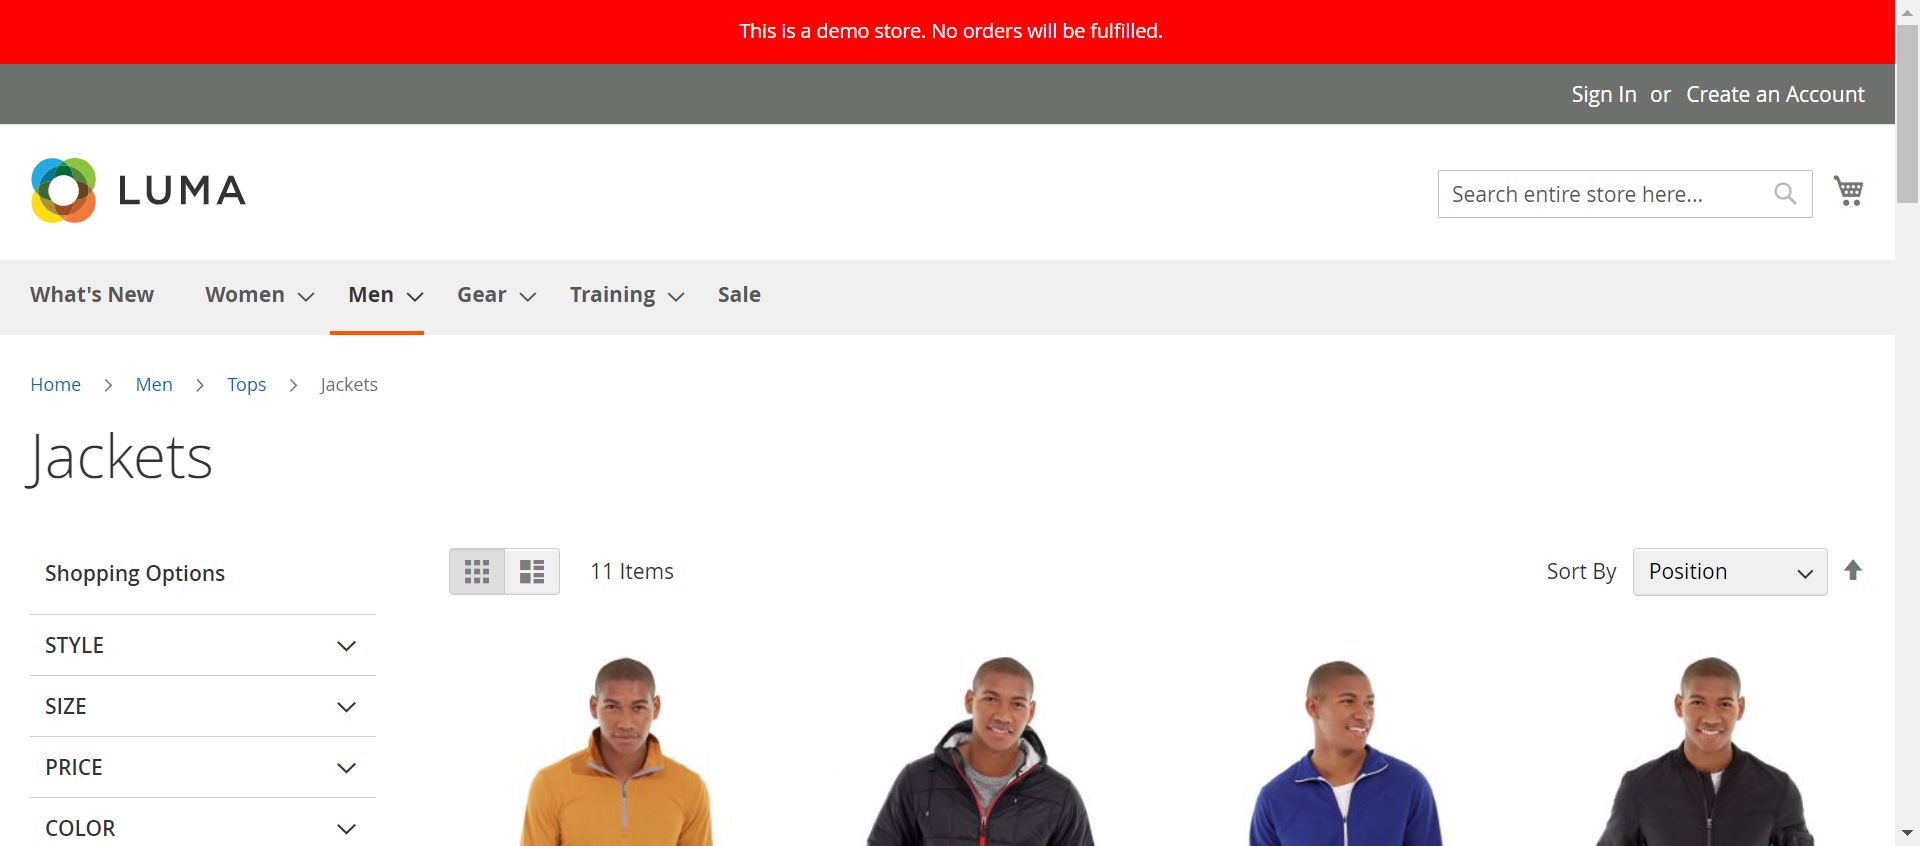 This is a demo store. No orders will be fulfilled.
Sign In or Create an Account
LUMA
Search entire store here...
What's New Women Men Gear Training Sale
Home Men Tops Jackets
Jackets
Shopping Options
11 Items
Sort By Position
STYLE
SIZE
PRICE
COLOR